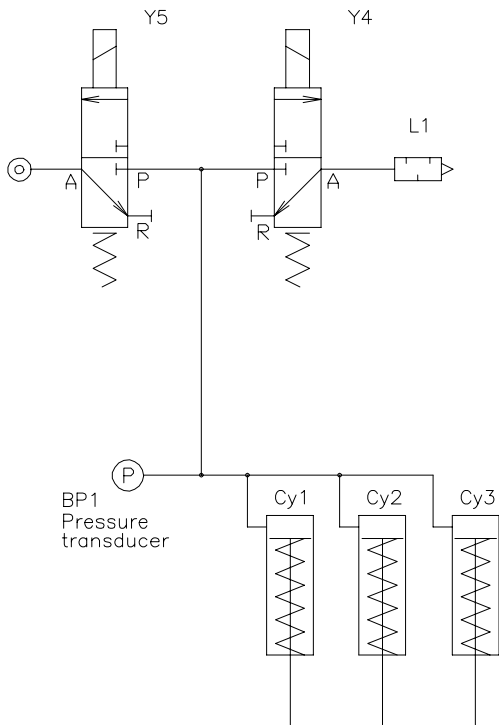 Y5 Y4
L1
A P P A
R R
P
BP1
Pressure
transducer
Cy1 Cy2 Cy3